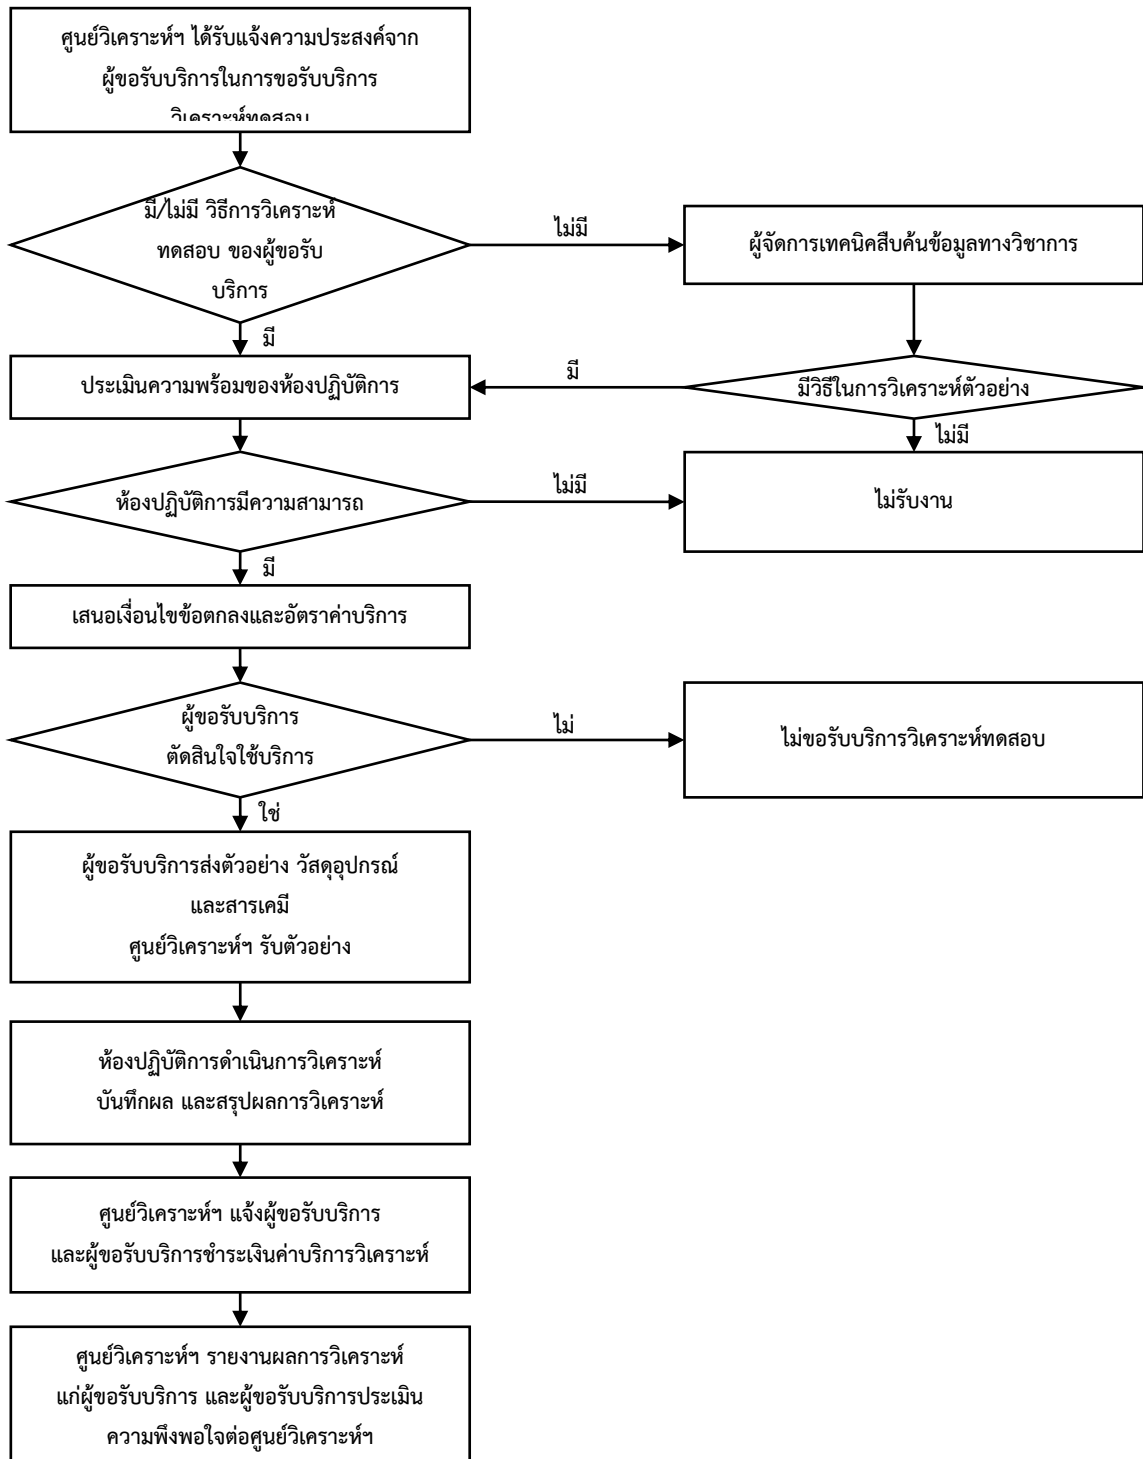 ศูนย์วิเคราะห์ฯ ได้รับแจ้งความประสงค์จาก
ผู้ขอรับบริการในการขอรับบริการ
วิเคราะห์ทดสอบ
มี/ไม่มี วิธีการวิเคราะห์
ทดสอบ ของผู้ขอรับ
บริการ
ไม่มี
ผู้จัดการเทคนิคสืบค้นข้อมูลทางวิชาการ
มี
ประเมินความพร้อมของห้องปฏิบัติการ
มี
มีวิธีในการวิเคราะห์ตัวอย่าง
ไม่มี
ห้องปฏิบัติการมีความสามารถ
ไม่มี
ไม่รับงาน
มี
เสนอเงื่อนไขข้อตกลงและอัตราค่าบริการ
ผู้ขอรับบริการ
ตัดสินใจใช้บริการ
ไม่
ไม่ขอรับบริการวิเคราะห์ทดสอบ
ใช่
ผู้ขอรับบริการส่งตัวอย่าง วัสดุอุปกรณ์
และสารเคมี
ศูนย์วิเคราะห์ฯ รับตัวอย่าง
ห้องปฏิบัติการดำเนินการวิเคราะห์
บันทึกผล และสรุปผลการวิเคราะห์
ศูนย์วิเคราะห์ฯ แจ้งผู้ขอรับบริการ
และผู้ขอรับบริการชำระเงินค่าบริการวิเคราะห์
ศูนย์วิเคราะห์ฯ รายงานผลการวิเคราะห์
แก่ผู้ขอรับบริการ และผู้ขอรับบริการประเมิน
ความพึงพอใจต่อศูนย์วิเคราะห์ฯ